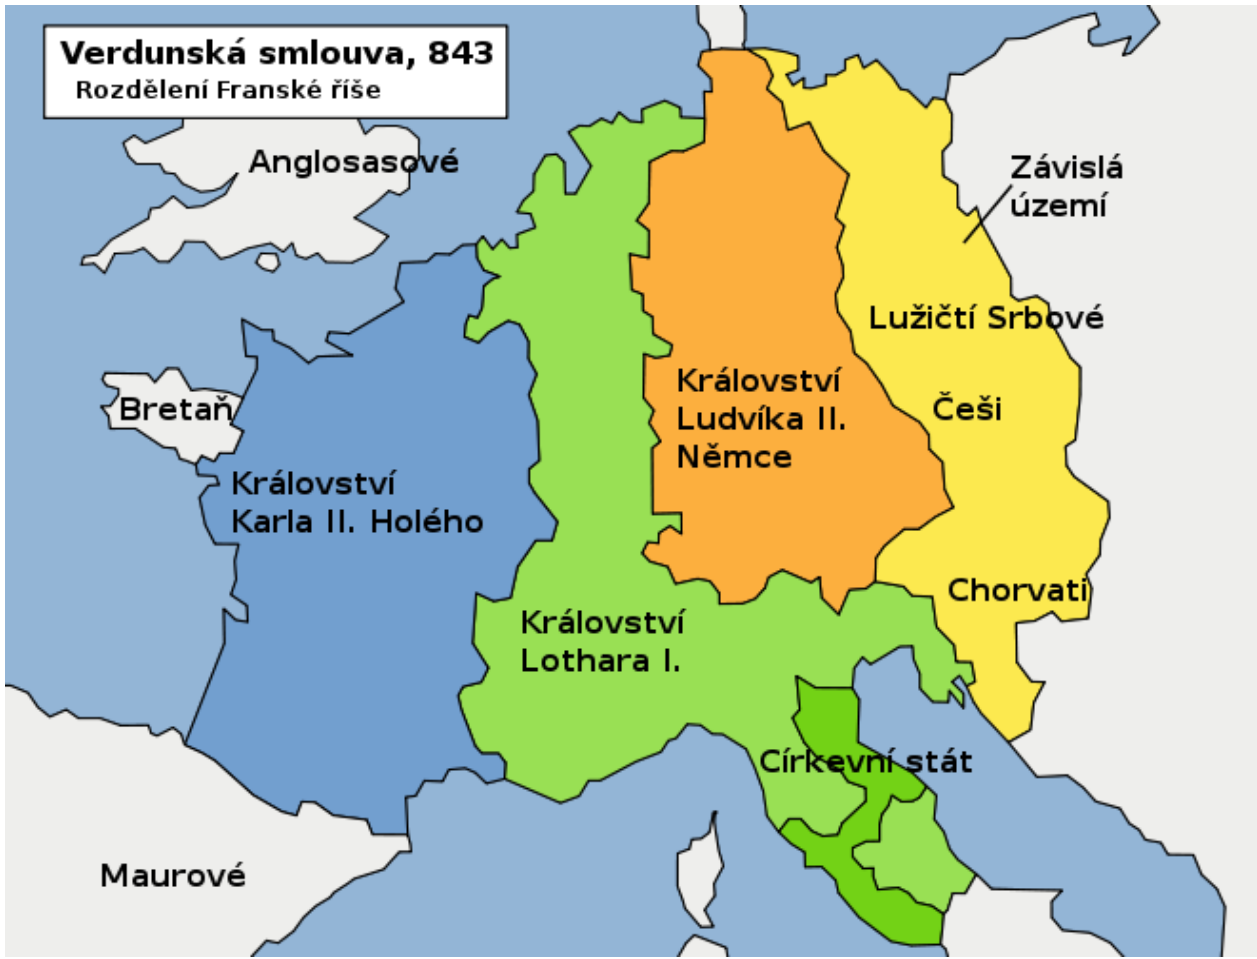 Verdunská smlouva, 843
Rozdělení Franské říše
Anglosasové
Závislá
území
Lužičtí Srbové
Království
Ludvíka II.
Němce
Češi
Bretaň
Království
Karla II. Holého
Chorvati
Království
Lothara I.
Církevní stát
Maurové